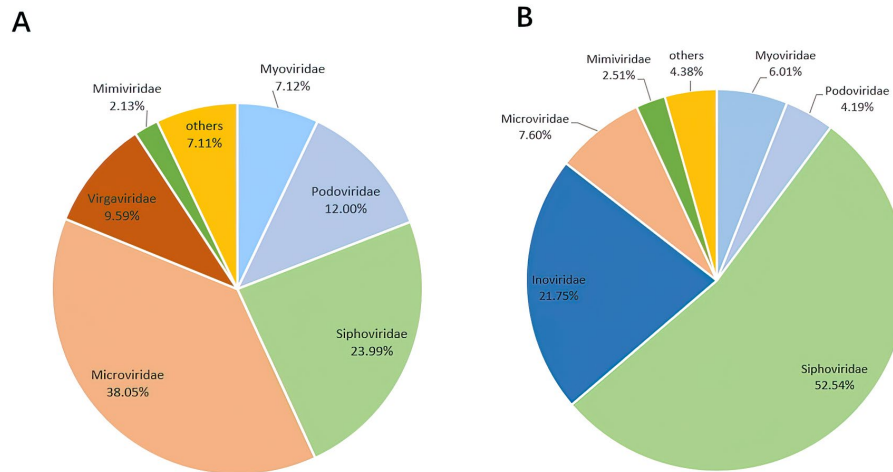 A
Myoviridae
7.12%
Podoviridae
12.00%
Siphoviridae
23.99%
Microviridae
38.05%
Virgaviridae
9.59%
Mimiviridae
2.13%
others
7.11%
B
Myoviridae
6.01%
Podoviridae
4.19%
Siphoviridae
52.54%
Inoviridae
21.75%
Microviridae
7.60%
Mimiviridae
2.51%
others
4.38%